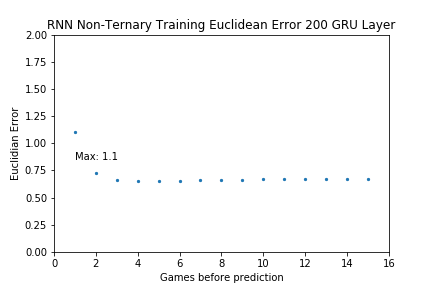 RNN Non-Ternary Training Euclidean Error 200 GRU Layer
2.00
1.75
1.50
1.25
1.00
0.75
0.50
0.25
0.00
Euclidian Error
Max: 1.1
0 2 4 6 8 10 12 14 16
Games before prediction